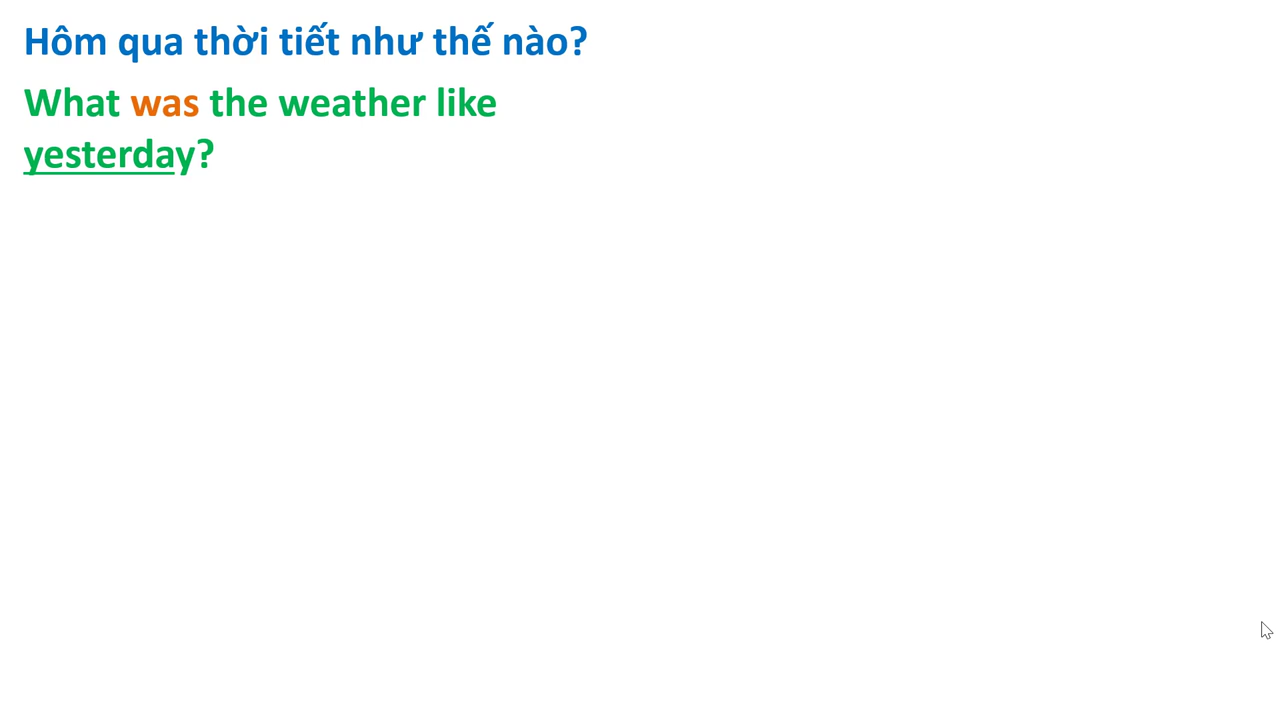 Hôm qua thời tiết như thế nào?
What was the weather like
yesterday?